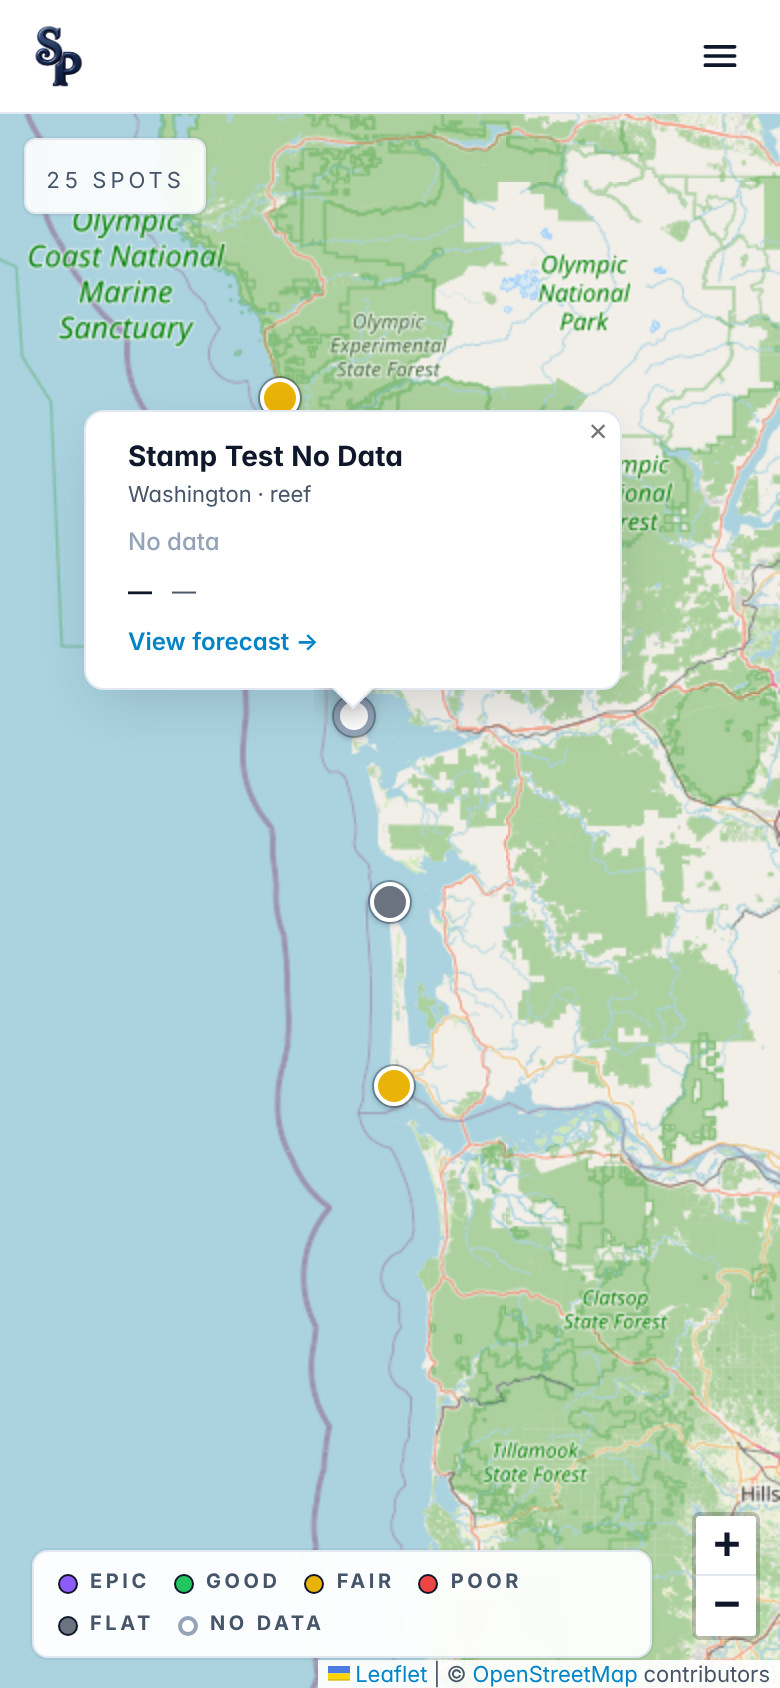 SP
25 SPOTS
Olympic
Coast National
Marine
Sanctuary
Olympic
National
Park
Olympic
Experimental
State Forest
×
Stamp Test No Data
Washington · reef
No data
— —
View forecast →
Clatsop
State Forest
Tillamook
State Forest
+
−
EPIC GOOD FAIR POOR
FLAT NO DATA
Leaflet | © OpenStreetMap contributors